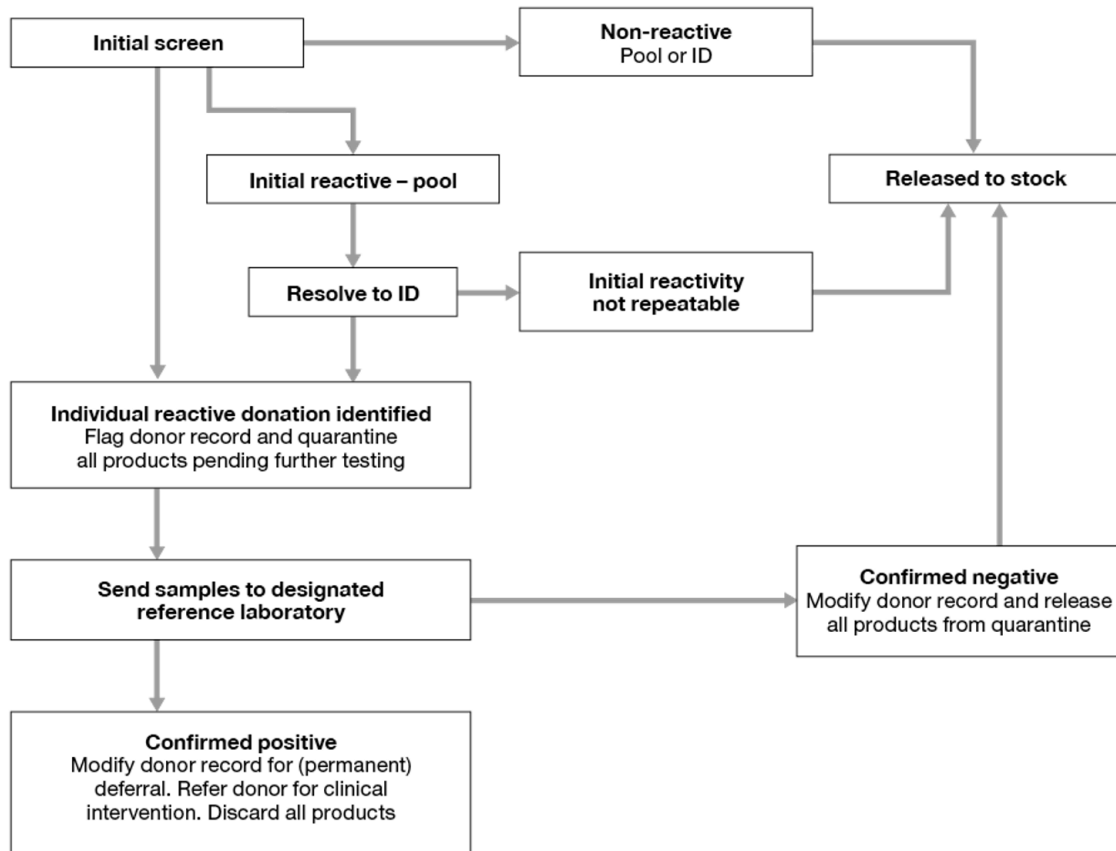 Initial screen
Non-reactive
Pool or ID
Initial reactive – pool
Released to stock
Resolve to ID
Initial reactivity
not repeatable
Individual reactive donation identified
Flag donor record and quarantine
all products pending further testing
Send samples to designated
reference laboratory
Confirmed negative
Modify donor record and release
all products from quarantine
Confirmed positive
Modify donor record for (permanent)
deferral. Refer donor for clinical
intervention. Discard all products